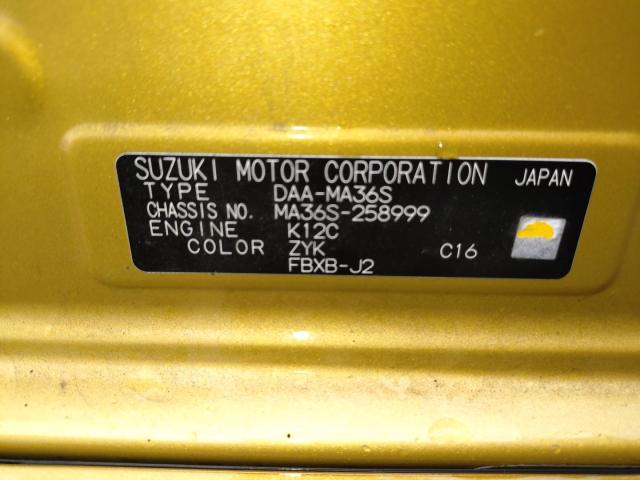 SUZUKI MOTOR CORPORATION JAPAN
TYPE DAA-MA36S
CHASSIS NO. MA36S-258999
ENGINE K12C
COLOR ZYK C16
FBXB-J2